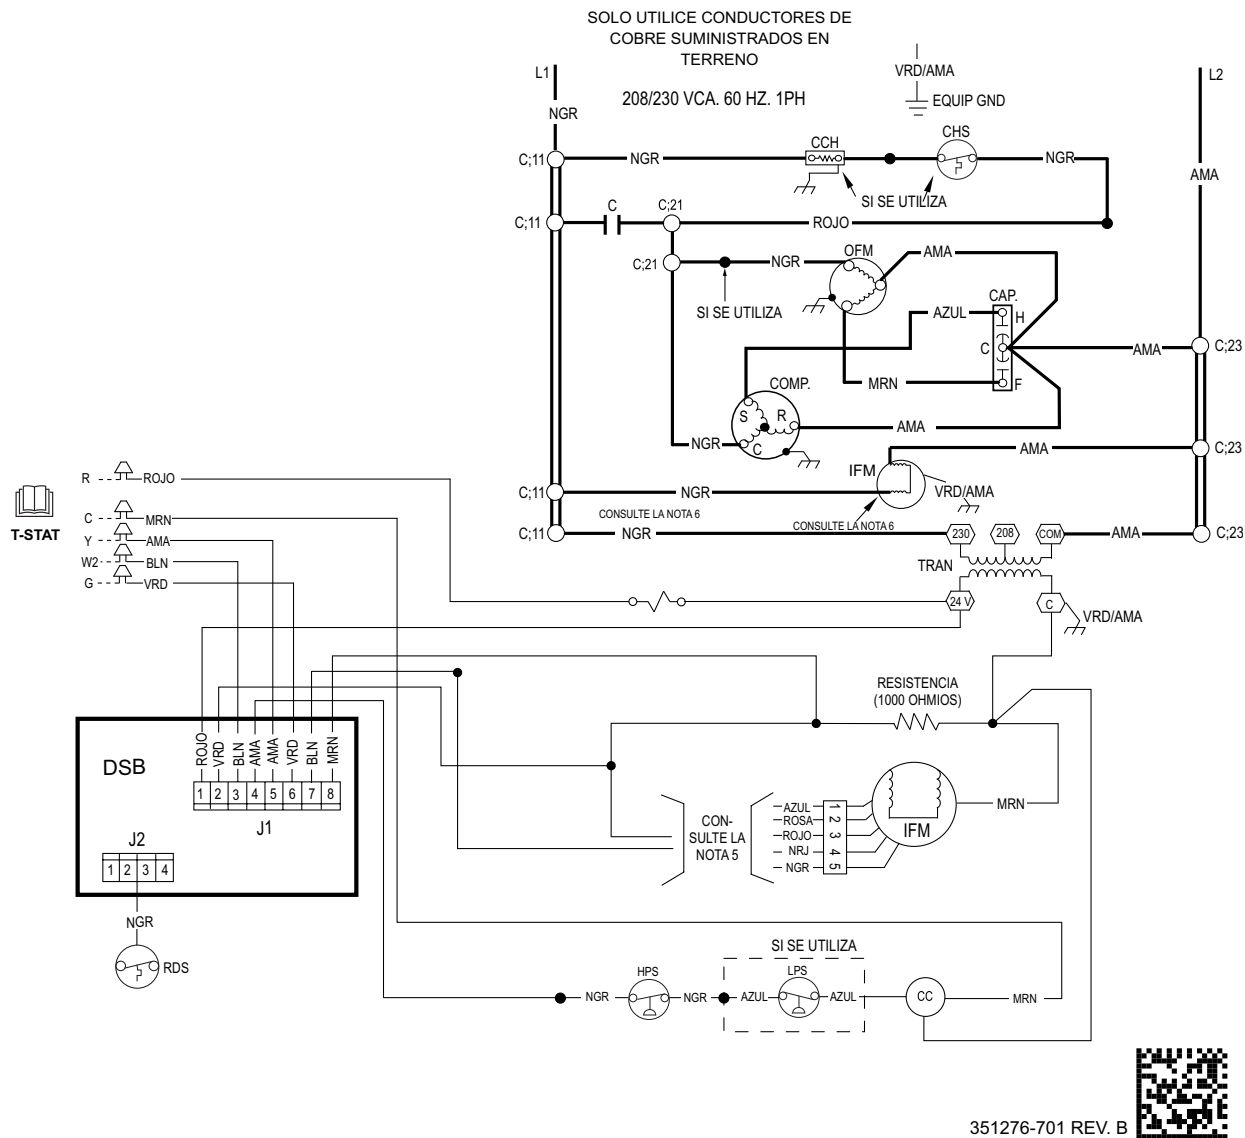 SOLO UTILICE CONDUCTORES DE
COBRE SUMINISTRADOS EN
TERRENO
208/230 VCA. 60 HZ. 1PH
L1
VRD/AMA
EQUIP GND
L2
NGR
CCH
CHS
C;11
NGR
NGR
AMA
SI SE UTILIZA
C;11
C
C;21
ROJO
C;21
NGR
OFM
AMA
SI SE UTILIZA
AZUL
CAP.
H
C
AMA
C;23
MRN
F
COMP.
S
R
AMA
NGR
C
AMA
C;23
IFM
VRD/AMA
C;11
NGR
CONSULTE LA NOTA 6
CONSULTE LA NOTA 6
C;11
NGR
230
208
COM
AMA
C;23
TRAN
24 V
C
VRD/AMA
T-STAT
R
ROJO
C
MRN
Y
AMA
W2
BLN
G
VRD
RESISTENCIA
(1000 OHMIOS)
DSB
ROJO
VRD
BLN
AMA
AMA
VRD
BLN
MRN
1
2
3
4
5
6
7
8
J1
J2
1
2
3
4
NGR
RDS
CON-
SULTE LA
NOTA 5
AZUL
1
ROSA
2
ROJO
3
NRJ
4
NGR
5
IFM
MRN
SI SE UTILIZA
NGR
HPS
NGR
AZUL
LPS
AZUL
CC
MRN
351276-701 REV. B